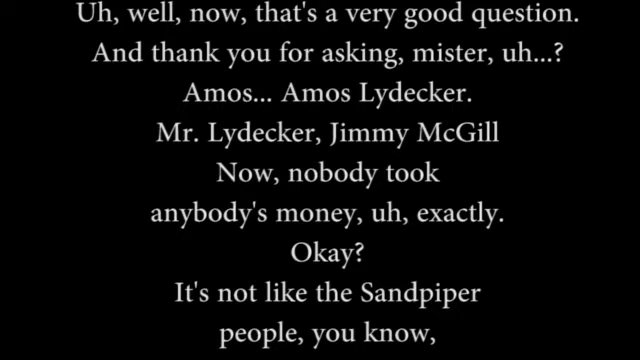 Uh, well, now, that's a very good question.
And thank you for asking, mister, uh...?
Amos... Amos Lydecker.
Mr. Lydecker, Jimmy McGill
Now, nobody took
anybody's money, uh, exactly.
Okay?
It's not like the Sandpiper
people, you know,